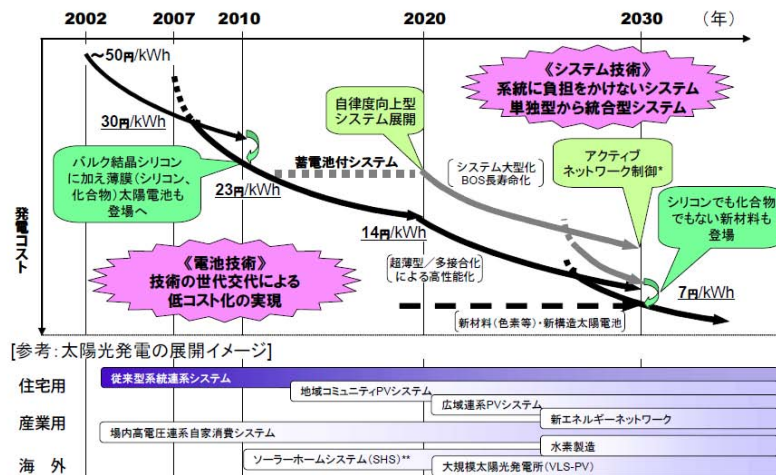 2002 2007 2010 2020 2030 (年)
～50円/kWh
30円/kWh
バルク結晶シリコン
に加え薄膜(シリコン、
化合物)太陽電池も
登場へ
23円/kWh
蓄電池付システム
自律度向上型
システム展開
《システム技術》
系統に負担をかけないシステム
単独型から統合型システム
システム大型化
BOS長寿命化
アクティブ
ネットワーク制御*
シリコンでも化合物
でもない新材料も
登場
発電コスト
14円/kWh
《電池技術》
技術の世代交代による
低コスト化の実現
超薄型/多接合化
による高性能化
7円/kWh
新材料(色素等)・新構造太陽電池
[参考:太陽光発電の展開イメージ]
住宅用
従来型系統連系システム
地域コミュニティPVシステム
広域連系PVシステム
産業用
新エネルギーネットワーク
場内高電圧連系自家消費システム
水素製造
海 外
ソーラーホームシステム(SHS)**
大規模太陽光発電所(VLS-PV)